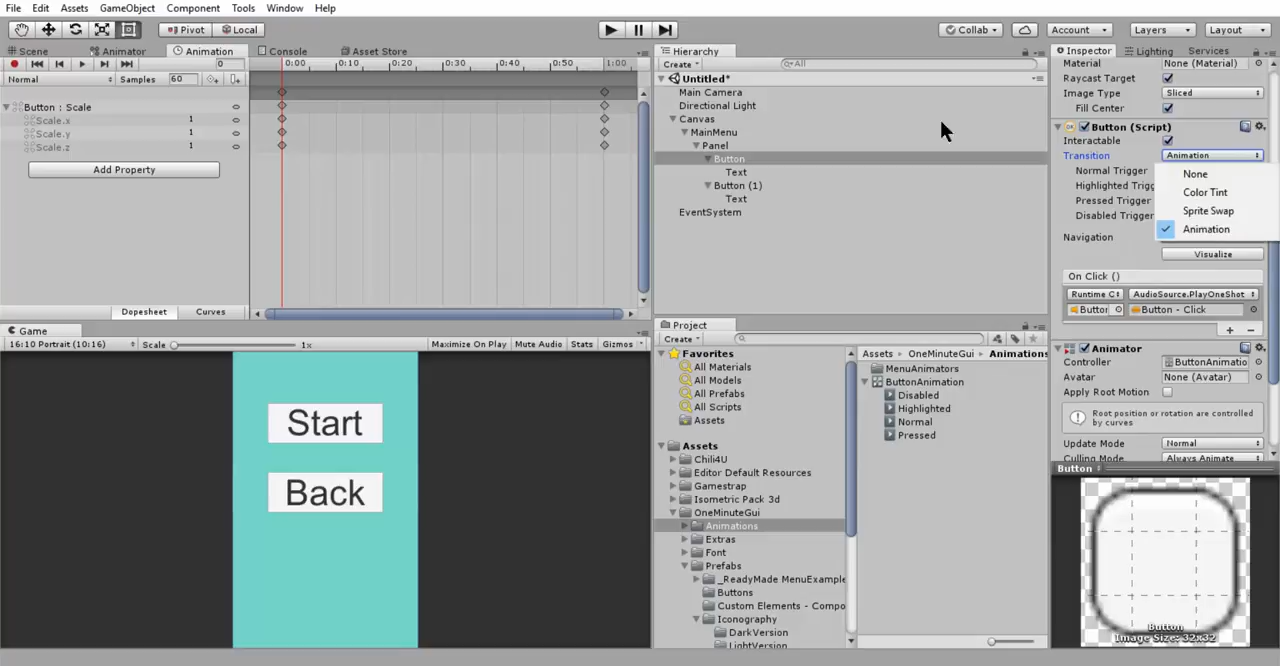 File Edit Assets GameObject Component Tools Window Help
Pivot Local Collab Account Layers Layout
Scene Animator Animation Console Asset Store
0 0:00 0:10 0:20 0:30 0:40 0:50 1:00
Normal Samples 60
Button : Scale
Scale.x 1
Scale.y 1
Scale.z 1
Add Property
Dopesheet Curves
Game
16:10 Portrait (10:16) Scale 1x Maximize On Play Mute Audio Stats Gizmos
Start
Back
Hierarchy
Create All
Untitled*
Main Camera
Directional Light
Canvas
MainMenu
Panel
Button
Text
Button (1)
Text
EventSystem
Project
Create
Favorites
All Materials
All Models
All Prefabs
All Scripts
Assets
Assets
Chili4U
Editor Default Resources
Gamestrap
Isometric Pack 3d
OneMinuteGui
Animations
Extras
Font
Prefabs
_ReadyMade MenuExample
Buttons
Custom Elements - Compo
Iconography
DarkVersion
LightVersion
Assets OneMinuteGui Animations
MenuAnimators
ButtonAnimation
Disabled
Highlighted
Normal
Pressed
Inspector Lighting Services
Material None (Material)
Raycast Target
Image Type Sliced
Fill Center
Button (Script)
Interactable
Transition Animation
Normal Trigger
Highlighted Trigg
Pressed Trigger
Disabled Trigger
None
Color Tint
Sprite Swap
Animation
Navigation
Visualize
On Click ()
Runtime C AudioSource.PlayOneShot
Buttor Button - Click
Animator
Controller ButtonAnimatio
Avatar None (Avatar)
Apply Root Motion
Root position or rotation are controlled
by curves
Update Mode Normal
Culling Mode Always Animate
Button
Button
Image Size: 32x32